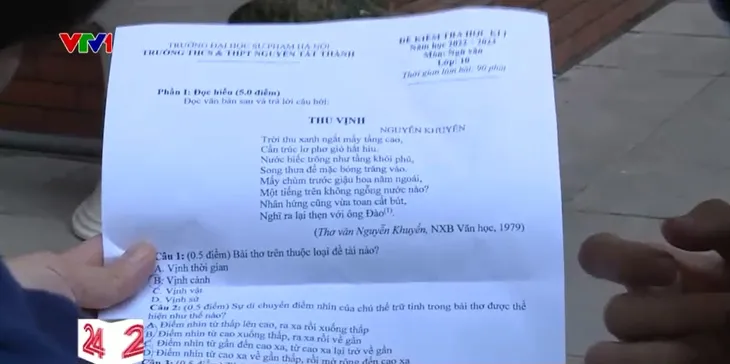 VTV1
TRƯỜNG ĐẠI HỌC SƯ PHẠM HÀ NỘI
TRƯỜNG THCS & THPT NGUYỄN TẤT THÀNH
ĐỀ KIỂM TRA HỌC KÌ I
Năm học 2022 - 2023
Môn: Ngữ văn
Lớp: 10
Thời gian làm bài: 90 phút
Phần I: Đọc hiểu (5.0 điểm)
Đọc văn bản sau và trả lời câu hỏi:
THU VỊNH
NGUYỄN KHUYẾN
Trời thu xanh ngắt mấy tầng cao,
Cần trúc lơ phơ gió hắt hiu.
Nước biếc trông như tầng khói phủ,
Song thưa để mặc bóng trăng vào.
Mấy chùm trước giậu hoa năm ngoái,
Một tiếng trên không ngỗng nước nào?
Nhân hứng cũng vừa toan cất bút,
Nghĩ ra lại thẹn với ông Đào(1).
(Thơ văn Nguyễn Khuyến, NXB Văn học, 1979)
Câu 1: (0.5 điểm) Bài thơ trên thuộc loại đề tài nào?
A. Vịnh thời gian
B. Vịnh cảnh
C. Vịnh vật
D. Vịnh sử
Câu 2: (0.5 điểm) Sự di chuyển điểm nhìn của chủ thể trữ tình trong bài thơ được thể
hiện như thế nào?
A. Điểm nhìn từ thấp lên cao, ra xa rồi xuống thấp
B. Điểm nhìn từ cao xuống thấp, ra xa rồi về gần
C. Điểm nhìn từ gần đến cao xa, từ cao xa lại trở về gần
D. Điểm nhìn từ cao xa về gần thấp, rồi mở rộng đến cao xa
24 2